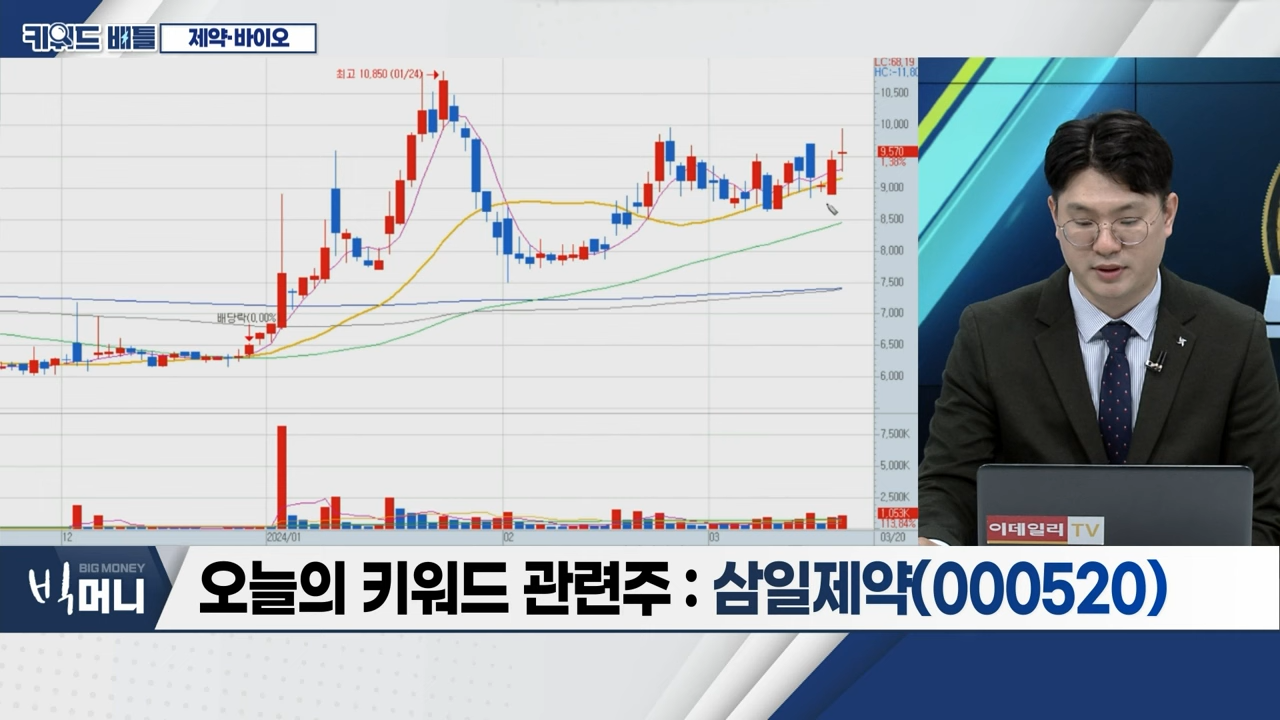 키워드 배틀
제약·바이오
최고 10,850 (01/24)
LC:68.19
HC:-11.80
10,500
10,000
9,570
1.38%
9,000
8,500
8,000
7,500
7,000
6,500
6,000
배당락(0.00%
7,500K
5,000K
2,500K
1,053K
113.84%
12
2024/01
02
03
03/20
이데일리 TV
BIG MONEY
빅머니
오늘의 키워드 관련주 : 삼일제약(000520)